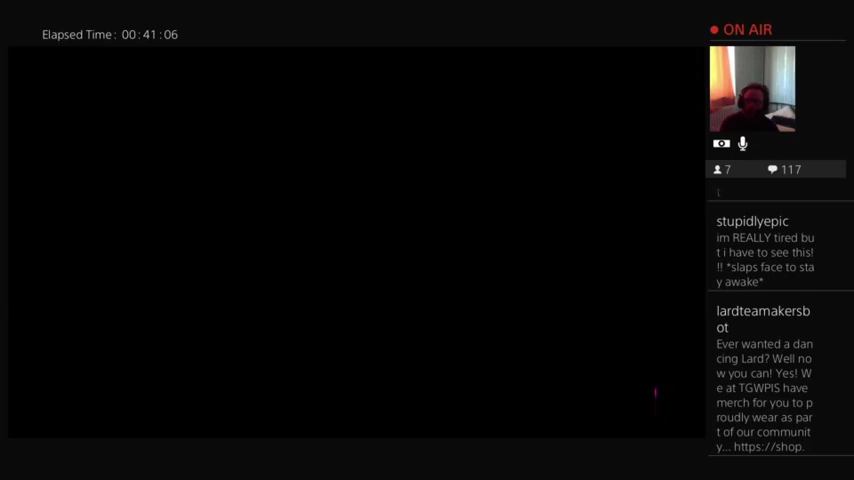 Elapsed Time: 00:41:06
ON AIR
7
117
stupidlyepic
im REALLY tired bu
t i have to see this!
!! *slaps face to sta
y awake*
lardteamakersb
ot
Ever wanted a dan
cing Lard? Well no
w you can! Yes! W
e at TGWPIS have
merch for you to p
roudly wear as par
t of our communit
y... https://shop.